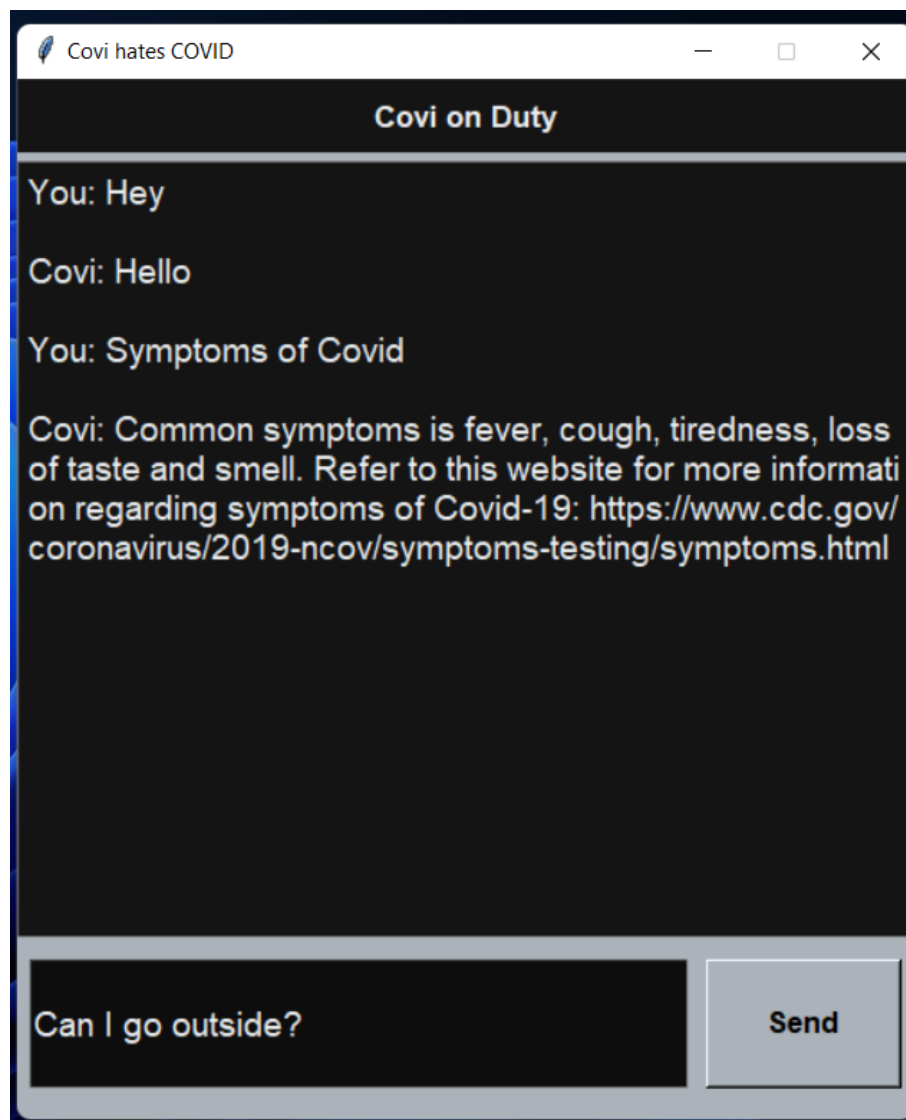 Covi hates COVID
Covi on Duty
You: Hey
Covi: Hello
You: Symptoms of Covid
Covi: Common symptoms is fever, cough, tiredness, loss
of taste and smell. Refer to this website for more informati
on regarding symptoms of Covid-19: https://www.cdc.gov/
coronavirus/2019-ncov/symptoms-testing/symptoms.html
Can I go outside?
Send